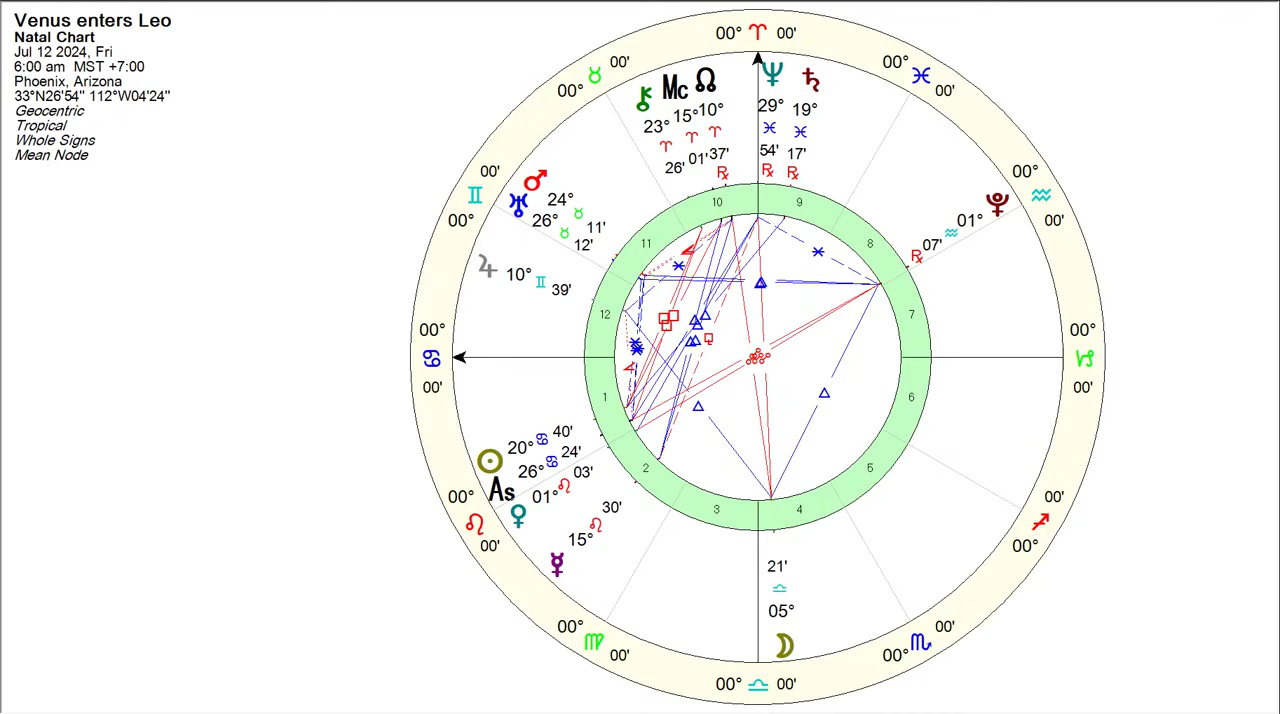 Venus enters Leo
Natal Chart
Jul 12 2024, Fri
6:00 am MST +7:00
Phoenix, Arizona
33°N26'54" 112°W04'24"
Geocentric
Tropical
Whole Signs
Mean Node
00° ♈ 00'
00° ♉ 00'
00° ♊ 00'
00° ♋ 00'
00° ♌ 00'
00° ♍ 00'
00° ♎ 00'
00° ♏ 00'
00° ♐ 00'
00° ♑ 00'
00° ♒ 00'
00° ♓ 00'
⚷ 23° ♈ 26'
Mc 15° ♈ 01'
☊ 10° ♈ 37' ℞
♆ 29° ♓ 54' ℞
♄ 19° ♓ 17' ℞
♇ 01° ♒ 07' ℞
♂ 24° ♉ 11'
♅ 26° ♉ 12'
♃ 10° ♊ 39'
☉ 20° ♋ 40'
As 26° ♋ 24'
♀ 01° ♌ 03'
☿ 15° ♌ 30'
☽ 05° ♎ 21'
1
2
3
4
5
6
7
8
9
10
11
12